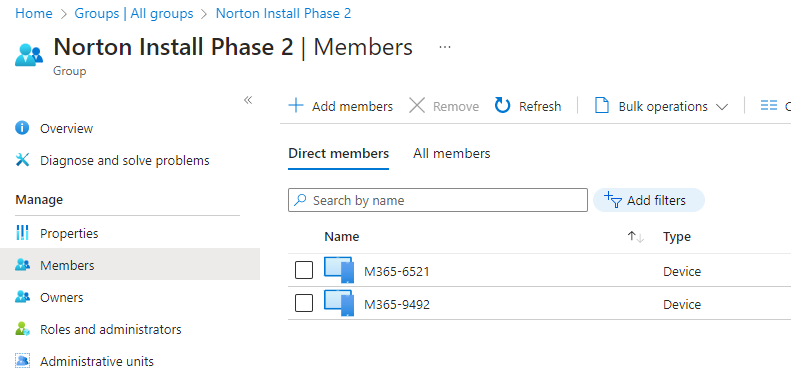 Home > Groups | All groups > Norton Install Phase 2
Norton Install Phase 2 | Members ...
Group
«
Overview
Diagnose and solve problems
Manage
Properties
Members
Owners
Roles and administrators
Administrative units
+ Add members Remove Refresh Bulk operations
Direct members All members
Search by name Add filters
Name Type
M365-6521 Device
M365-9492 Device